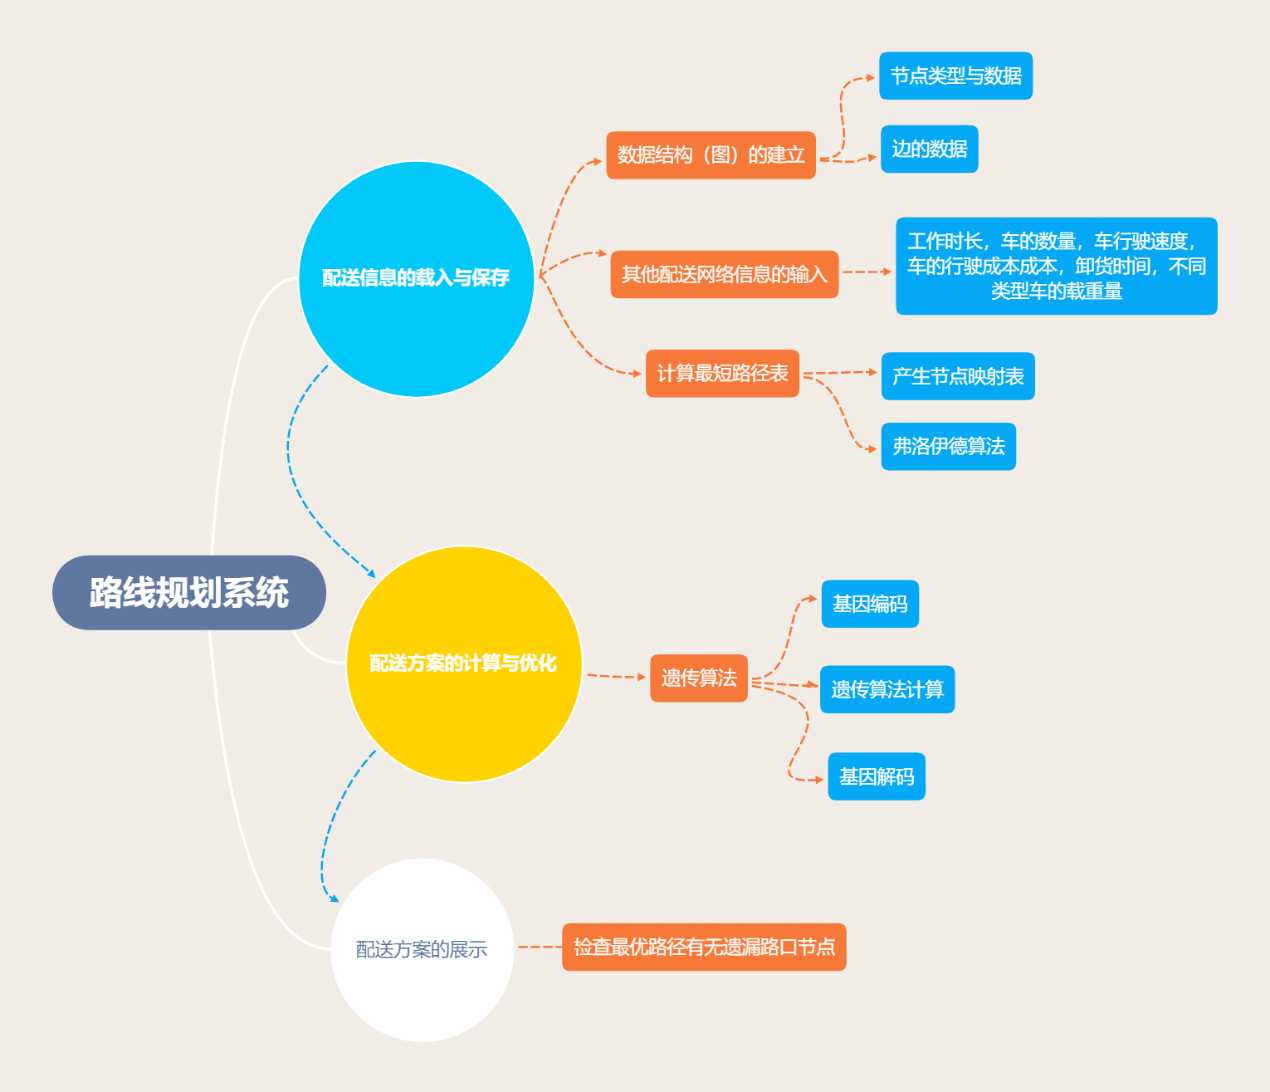 节点类型与数据
数据结构（图）的建立
边的数据
配送信息的载入与保存
其他配送网络信息的输入
工作时长，车的数量，车行驶速度，
车的行驶成本成本，卸货时间，不同
类型车的载重量
计算最短路径表
产生节点映射表
弗洛伊德算法
路线规划系统
配送方案的计算与优化
遗传算法
基因编码
遗传算法计算
基因解码
配送方案的展示
检查最优路径有无遗漏路口节点